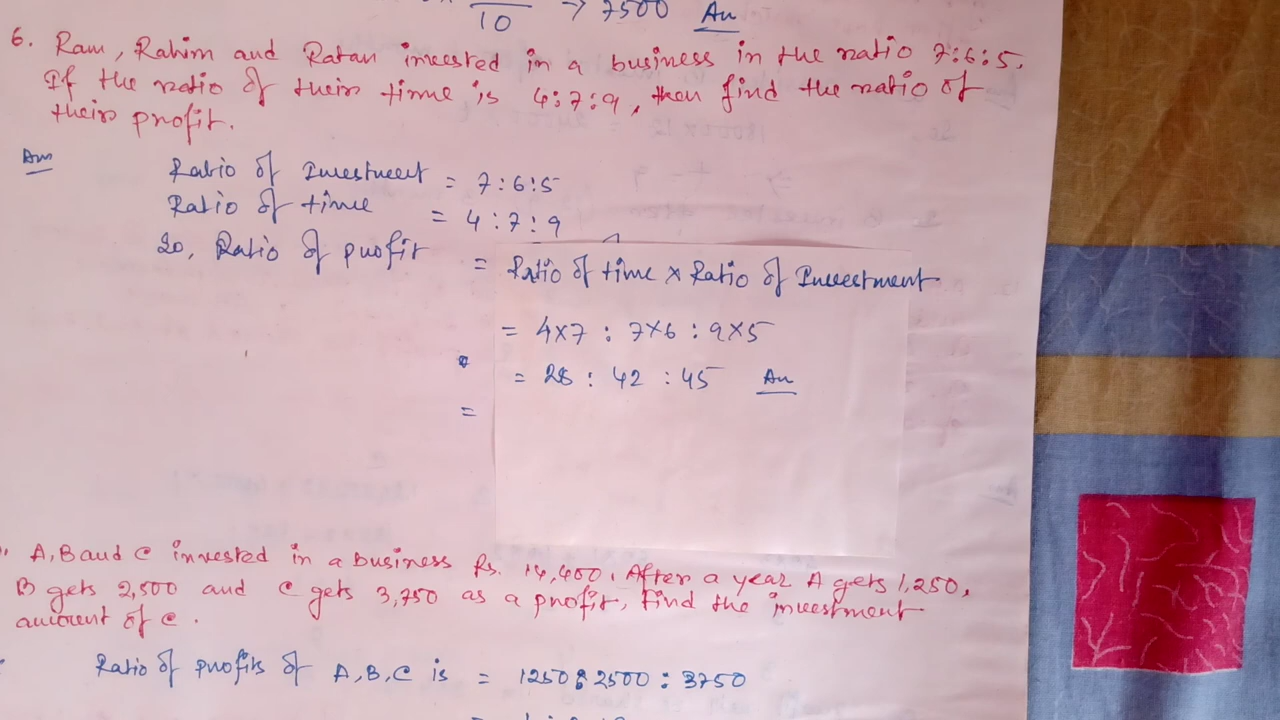 10 → 7500 An
6. Ram, Rahim and Ratan invested in a business in the ratio 7:6:5.
If the ratio of their time is 4:7:9, then find the ratio of
their profit.
Ans
Ratio of Investment = 7:6:5
Ratio of time = 4:7:9
So, Ratio of profit = Ratio of time × Ratio of Investment
= 4×7 : 7×6 : 9×5
= 28 : 42 : 45 An
=
A, B and C invested in a business Rs. 14,400. After a year A gets 1,250,
B gets 2,500 and C gets 3,750 as a profit, Find the investment
amount of C.
Ratio of profits of A, B, C is = 1250:2500:3750